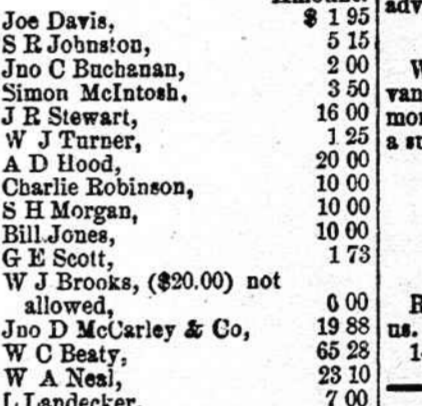 Joe Davis, $ 1 95
S R Johnston, 5 15
Jno C Buchanan, 2 00
Simon McIntosh, 3 50
J R Stewart, 16 00
W J Turner, 1 25
A D Hood, 20 00
Charlie Robinson, 10 00
S H Morgan, 10 00
Bill Jones, 10 00
G E Scott, 1 73
W J Brooks, ($20.00) not
allowed, 0 00
Jno D McCarley & Co, 19 88
W C Beaty, 65 28
W A Neal, 23 10
L Landecker, 7 00